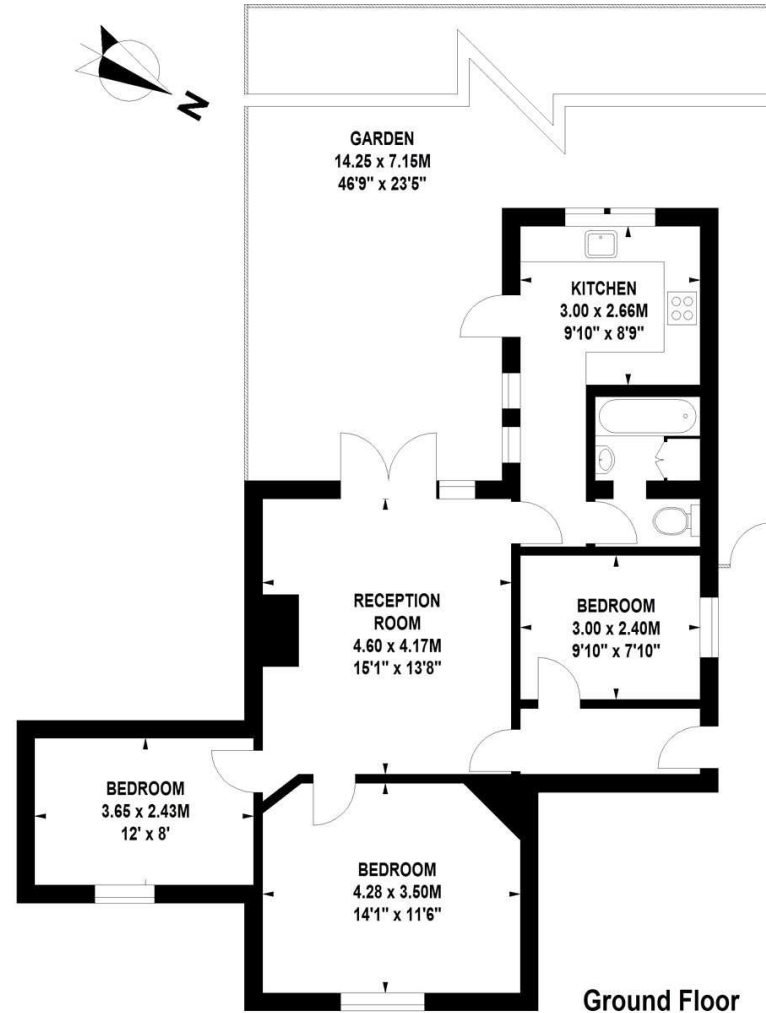 N
GARDEN
14.25 x 7.15M
46'9" x 23'5"
KITCHEN
3.00 x 2.66M
9'10" x 8'9"
RECEPTION
ROOM
4.60 x 4.17M
15'1" x 13'8"
BEDROOM
3.00 x 2.40M
9'10" x 7'10"
BEDROOM
3.65 x 2.43M
12' x 8'
BEDROOM
4.28 x 3.50M
14'1" x 11'6"
Ground Floor